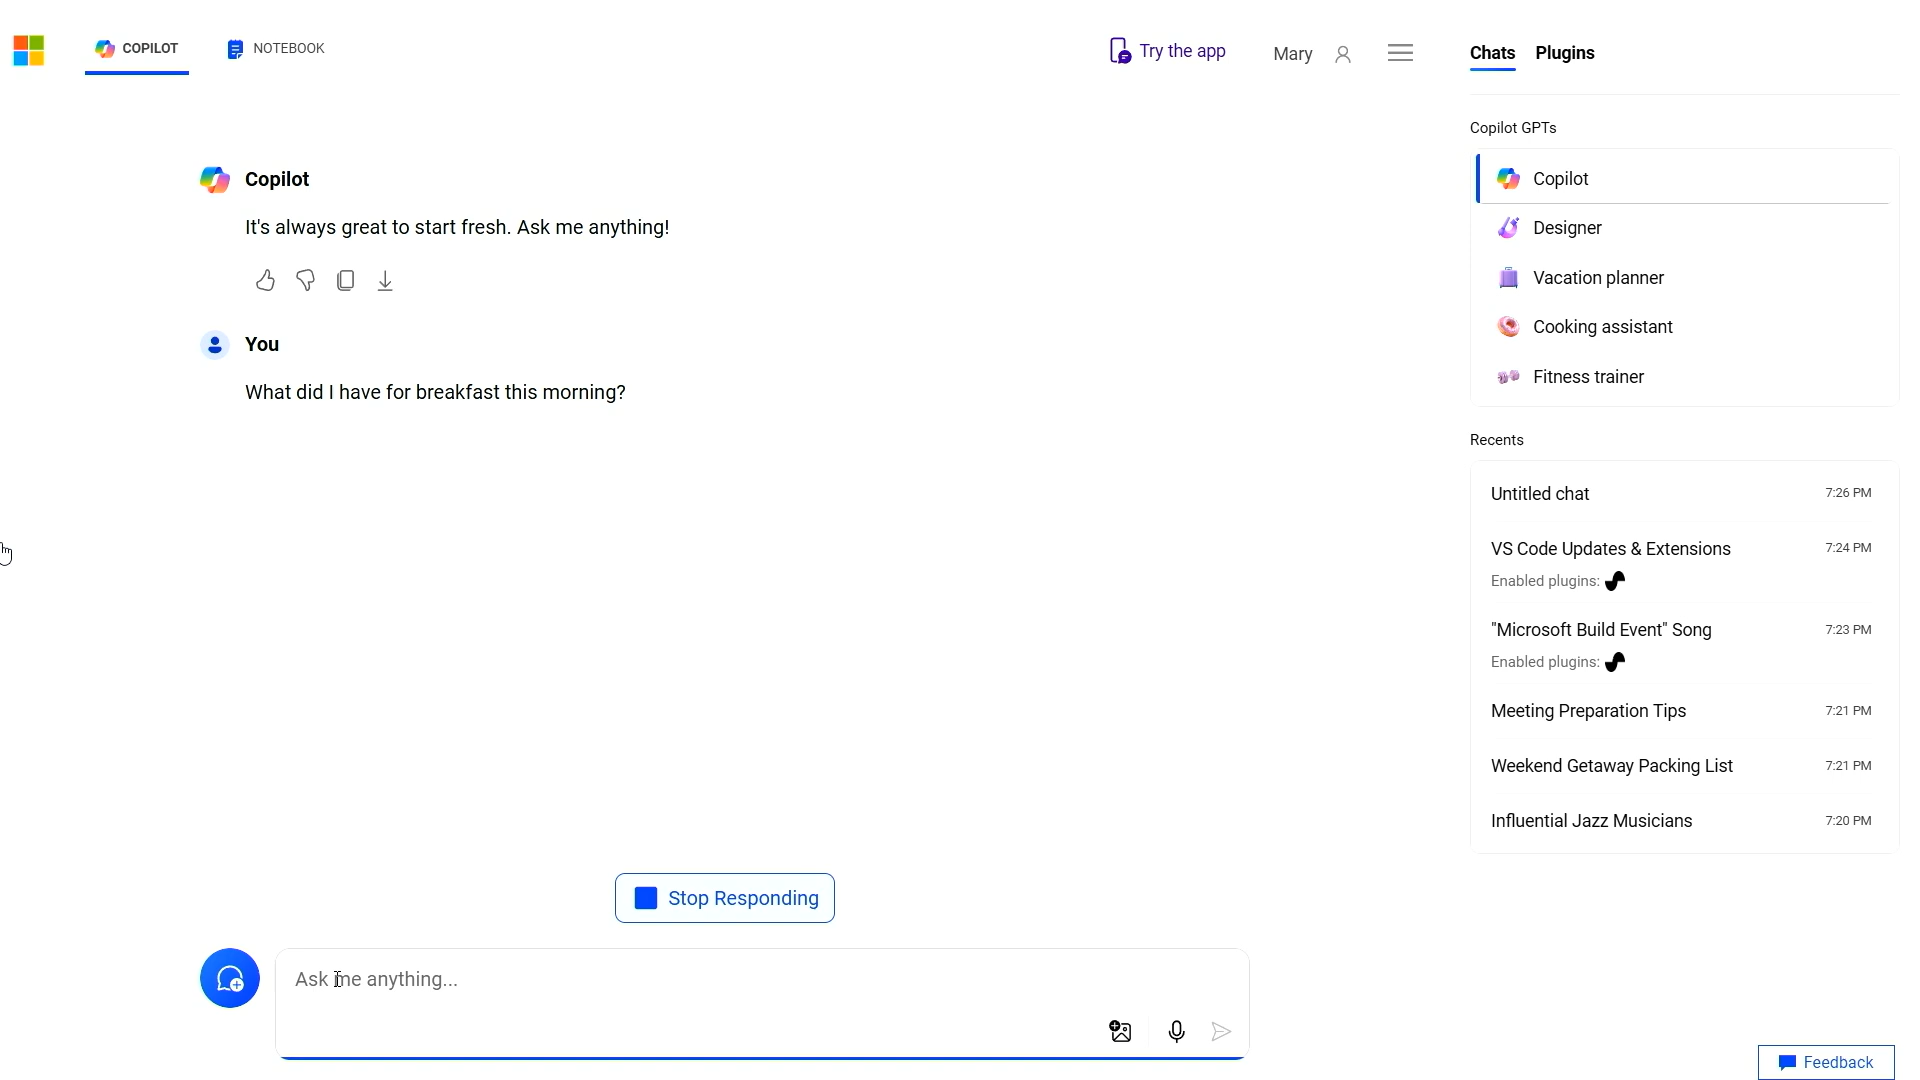 COPILOT
NOTEBOOK
Try the app
Mary
Chats Plugins
Copilot
It's always great to start fresh. Ask me anything!
You
What did I have for breakfast this morning?
Stop Responding
Ask me anything...
Copilot GPTs
Copilot
Designer
Vacation planner
Cooking assistant
Fitness trainer
Recents
Untitled chat 7:26 PM
VS Code Updates & Extensions 7:24 PM
Enabled plugins:
"Microsoft Build Event" Song 7:23 PM
Enabled plugins:
Meeting Preparation Tips 7:21 PM
Weekend Getaway Packing List 7:21 PM
Influential Jazz Musicians 7:20 PM
Feedback